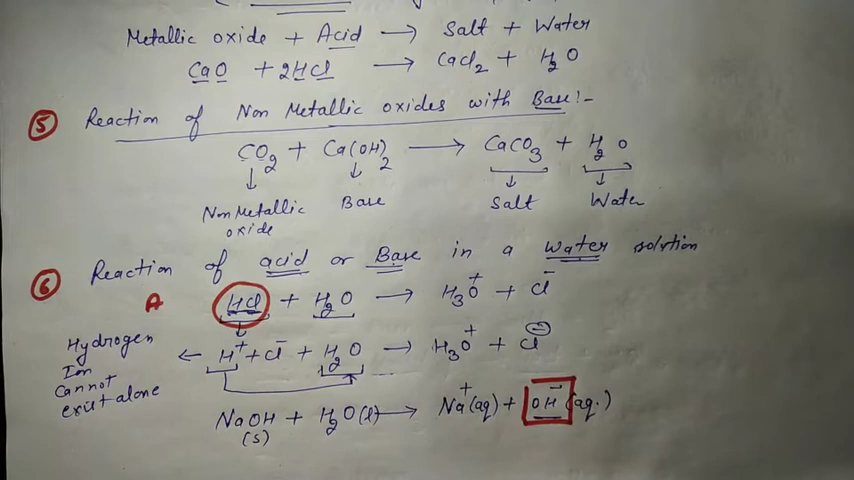 Metallic oxide + Acid → Salt + Water
CaO + 2HCl → CaCl₂ + H₂O
⑤ Reaction of Non Metallic oxides with Base:-
CO₂ + Ca(OH)₂ → CaCO₃ + H₂O
Non Metallic oxide Base Salt Water
⑥ Reaction of acid or Base in a water solution
A HCl + H₂O → H₃O⁺ + Cl⁻
Hydrogen Ion Cannot exist alone ← H⁺ + Cl⁻ + H₂O → H₃O⁺ + Cl⁻
NaOH (s) + H₂O(l) → Na⁺(aq) + OH⁻(aq.)